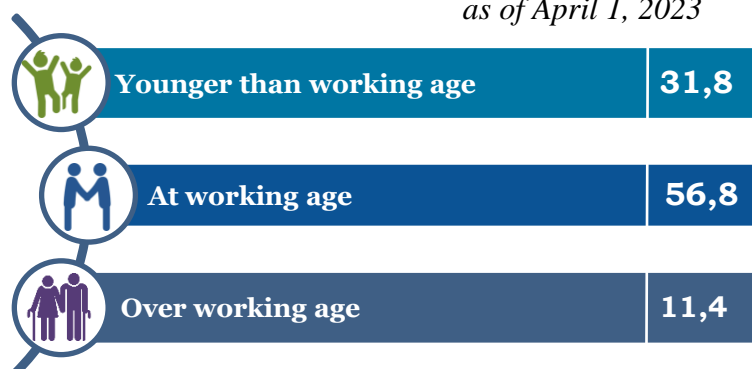 as of April 1, 2023
Younger than working age 31,8
At working age 56,8
Over working age 11,4